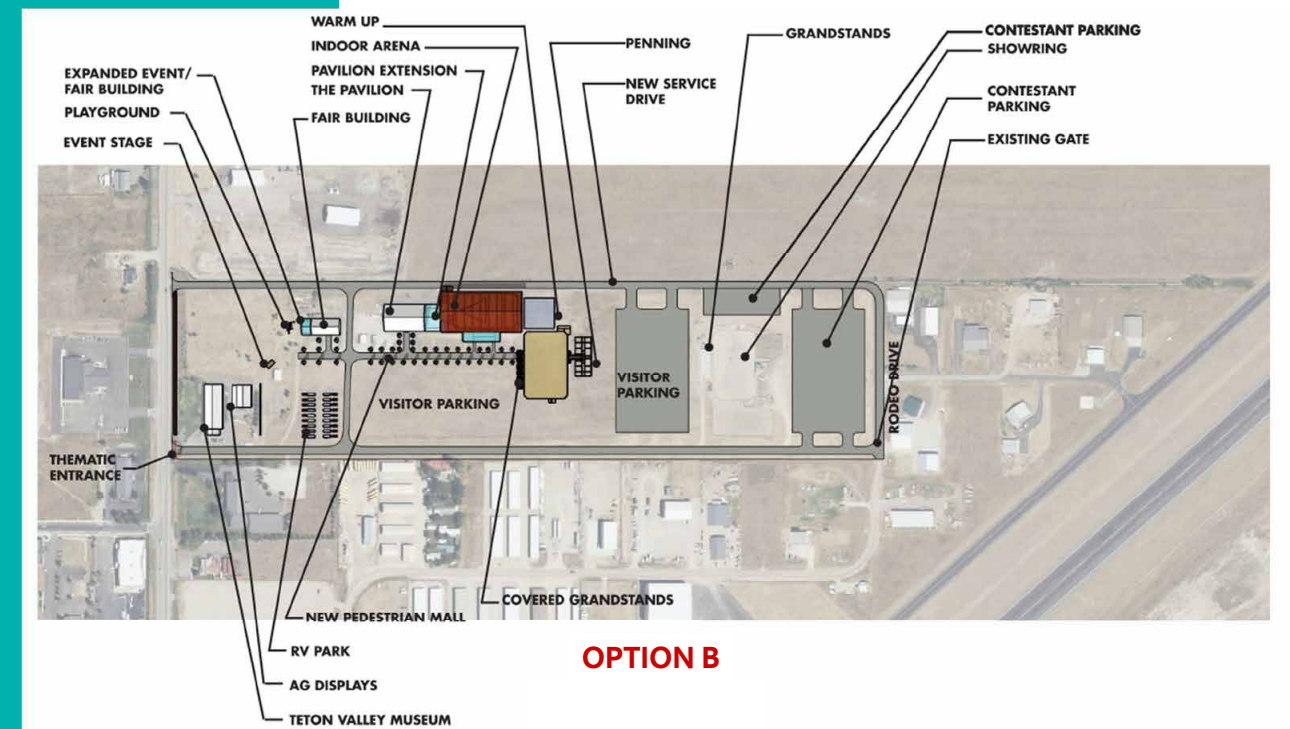 WARM UP
INDOOR ARENA
PAVILION EXTENSION
THE PAVILION
FAIR BUILDING
EXPANDED EVENT/
FAIR BUILDING
PLAYGROUND
EVENT STAGE
PENNING
NEW SERVICE
DRIVE
GRANDSTANDS
CONTESTANT PARKING
SHOWRING
CONTESTANT
PARKING
EXISTING GATE
VISITOR PARKING
VISITOR
PARKING
RODEO DRIVE
THEMATIC
ENTRANCE
COVERED GRANDSTANDS
NEW PEDESTRIAN MALL
RV PARK
AG DISPLAYS
TETON VALLEY MUSEUM
OPTION B